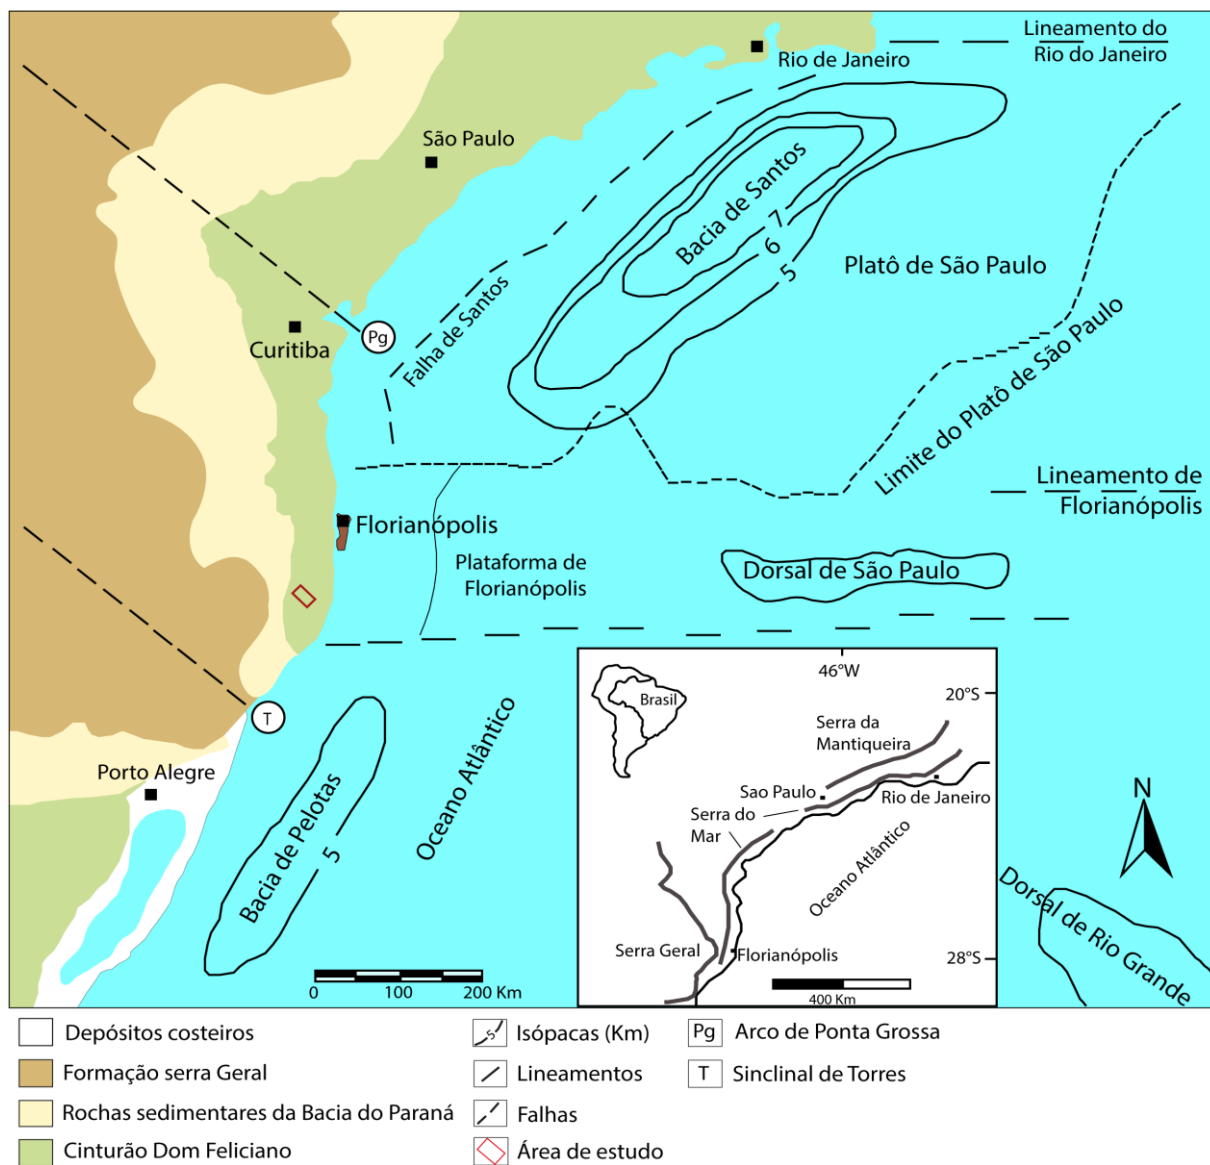 Lineamento do
Rio do Janeiro
Rio de Janeiro
São Paulo
Bacia de Santos
7
6
5
Platô de São Paulo
Falha de Santos
Pg
Curitiba
Limite do Platô de São Paulo
Lineamento de
Florianópolis
Florianópolis
Plataforma de
Florianópolis
Dorsal de São Paulo
T
Porto Alegre
Bacia de Pelotas
5
Oceano Atlântico
0
100
200 Km
46°W
20°S
Brasil
Serra da
Mantiqueira
Sao Paulo
Rio de Janeiro
Serra do
Mar
Oceano Atlântico
Serra Geral
Florianópolis
28°S
400 Km
N
Dorsal de Rio Grande
Depósitos costeiros
Formação serra Geral
Rochas sedimentares da Bacia do Paraná
Cinturão Dom Feliciano
5
Isópacas (Km)
Lineamentos
Falhas
Área de estudo
Pg
Arco de Ponta Grossa
T
Sinclinal de Torres